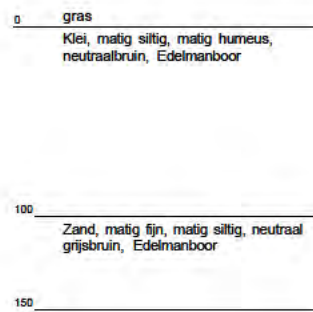 0 gras
Klei, matig siltig, matig humeus,
neutraalbruin, Edelmanboor
100
Zand, matig fijn, matig siltig, neutraal
grijsbruin, Edelmanboor
150